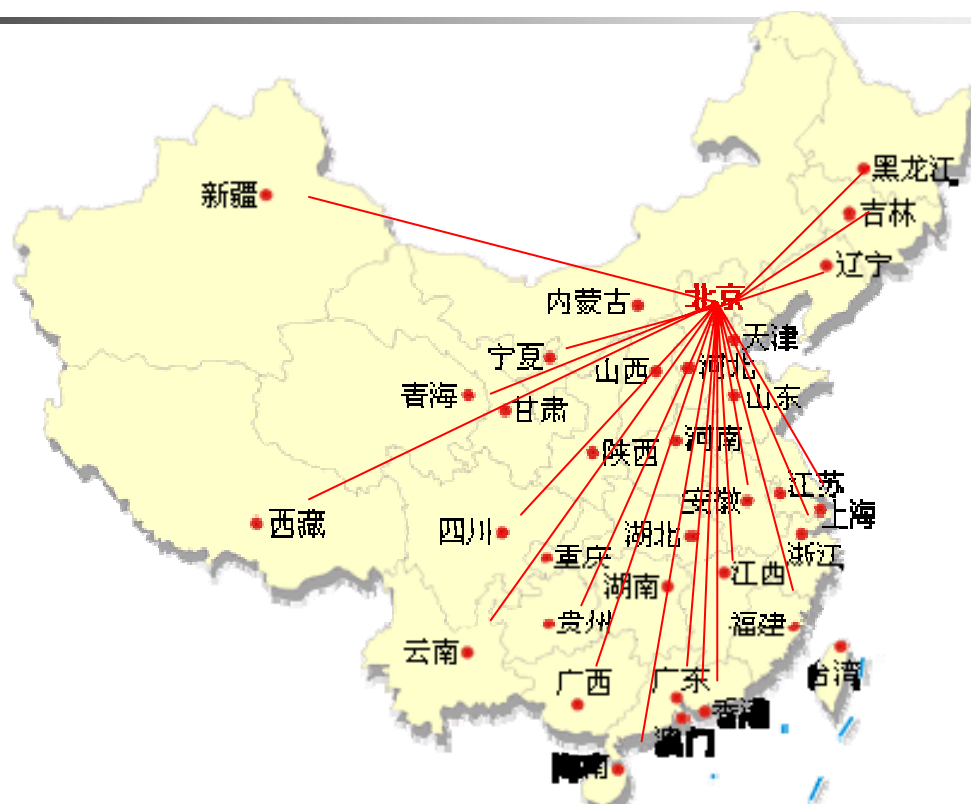 黑龙江
新疆
吉林
辽宁
北京
内蒙古
天津
宁夏
山西
河北
青海
山东
甘肃
河南
陕西
江苏
安徽
上海
西藏
四川
湖北
浙江
重庆
江西
湖南
贵州
福建
云南
台湾
广西
广东
香港
澳门
海南